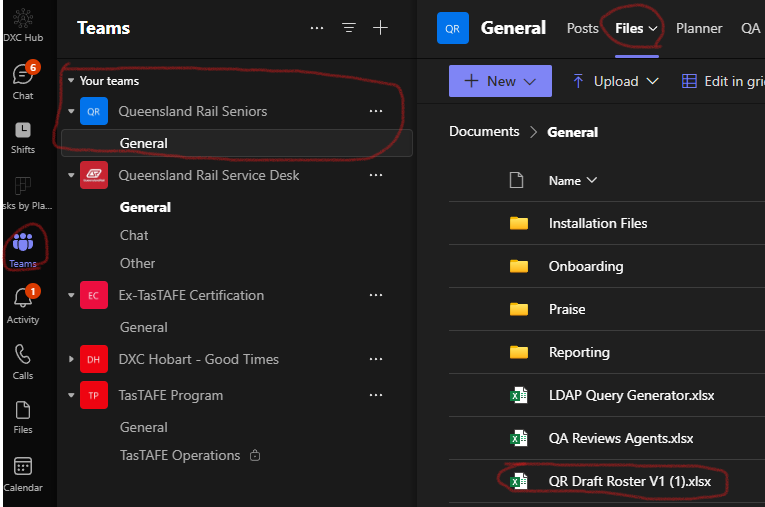 DXC Hub
6
Chat
Shifts
sks by Pla...
Teams
1
Activity
Calls
Files
Calendar
Teams
...
Your teams
QR Queensland Rail Seniors ...
General
Queensland Rail Service Desk ...
General
Chat
Other
EC Ex-TasTAFE Certification ...
General
DH DXC Hobart - Good Times ...
TP TasTAFE Program ...
General
TasTAFE Operations
QR General Posts Files Planner QA
New Upload Edit in gri
Documents > General
Name
Installation Files
Onboarding
Praise
Reporting
LDAP Query Generator.xlsx
QA Reviews Agents.xlsx
QR Draft Roster V1 (1).xlsx